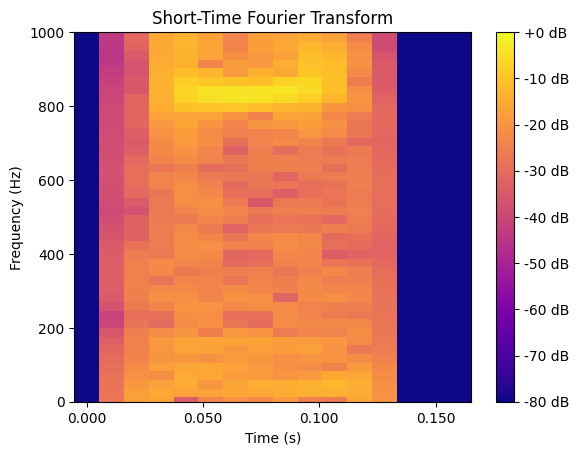 Short-Time Fourier Transform
Frequency (Hz)
1000
800
600
400
200
0
0.000
0.050
0.100
0.150
Time (s)
+0 dB
-10 dB
-20 dB
-30 dB
-40 dB
-50 dB
-60 dB
-70 dB
-80 dB